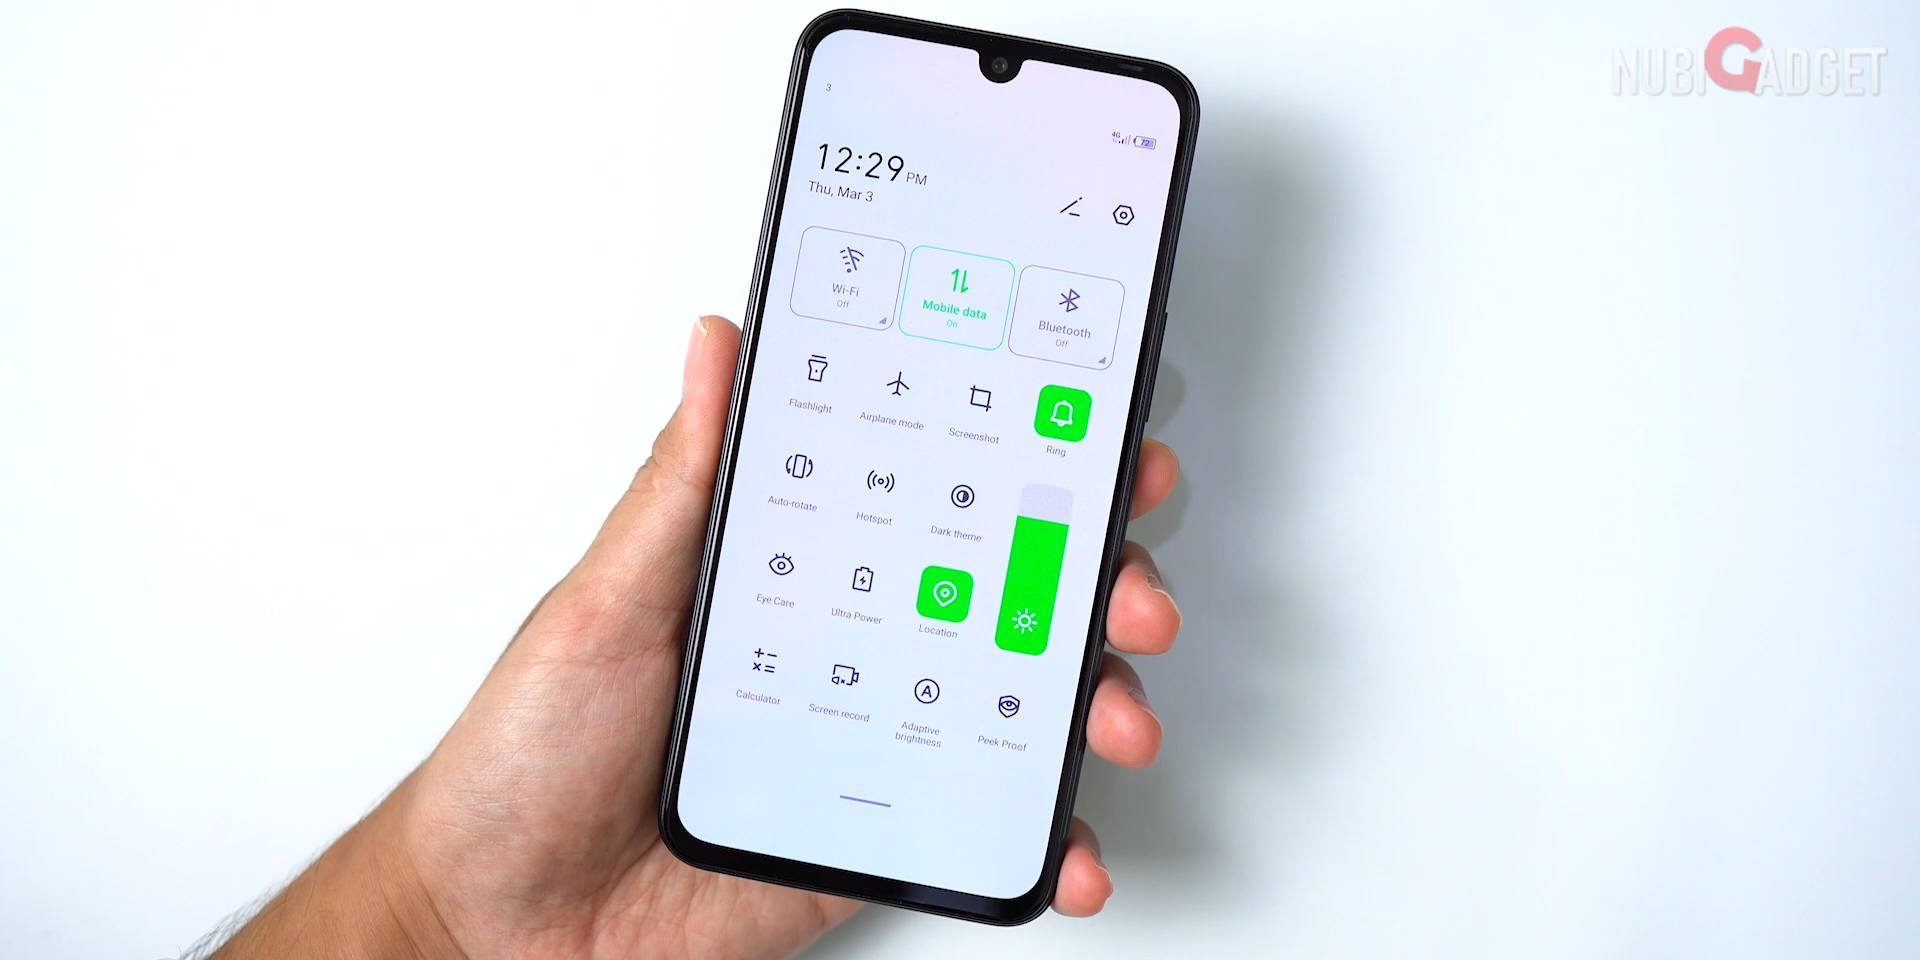 NUBIGADGET
3
4G
72
12:29 PM
Thu, Mar 3
Wi-Fi
Off
Mobile data
On
Bluetooth
Off
Flashlight
Airplane mode
Screenshot
Ring
Auto-rotate
Hotspot
Dark theme
Eye Care
Ultra Power
Location
Calculator
Screen record
A
Adaptive
brightness
Peek Proof